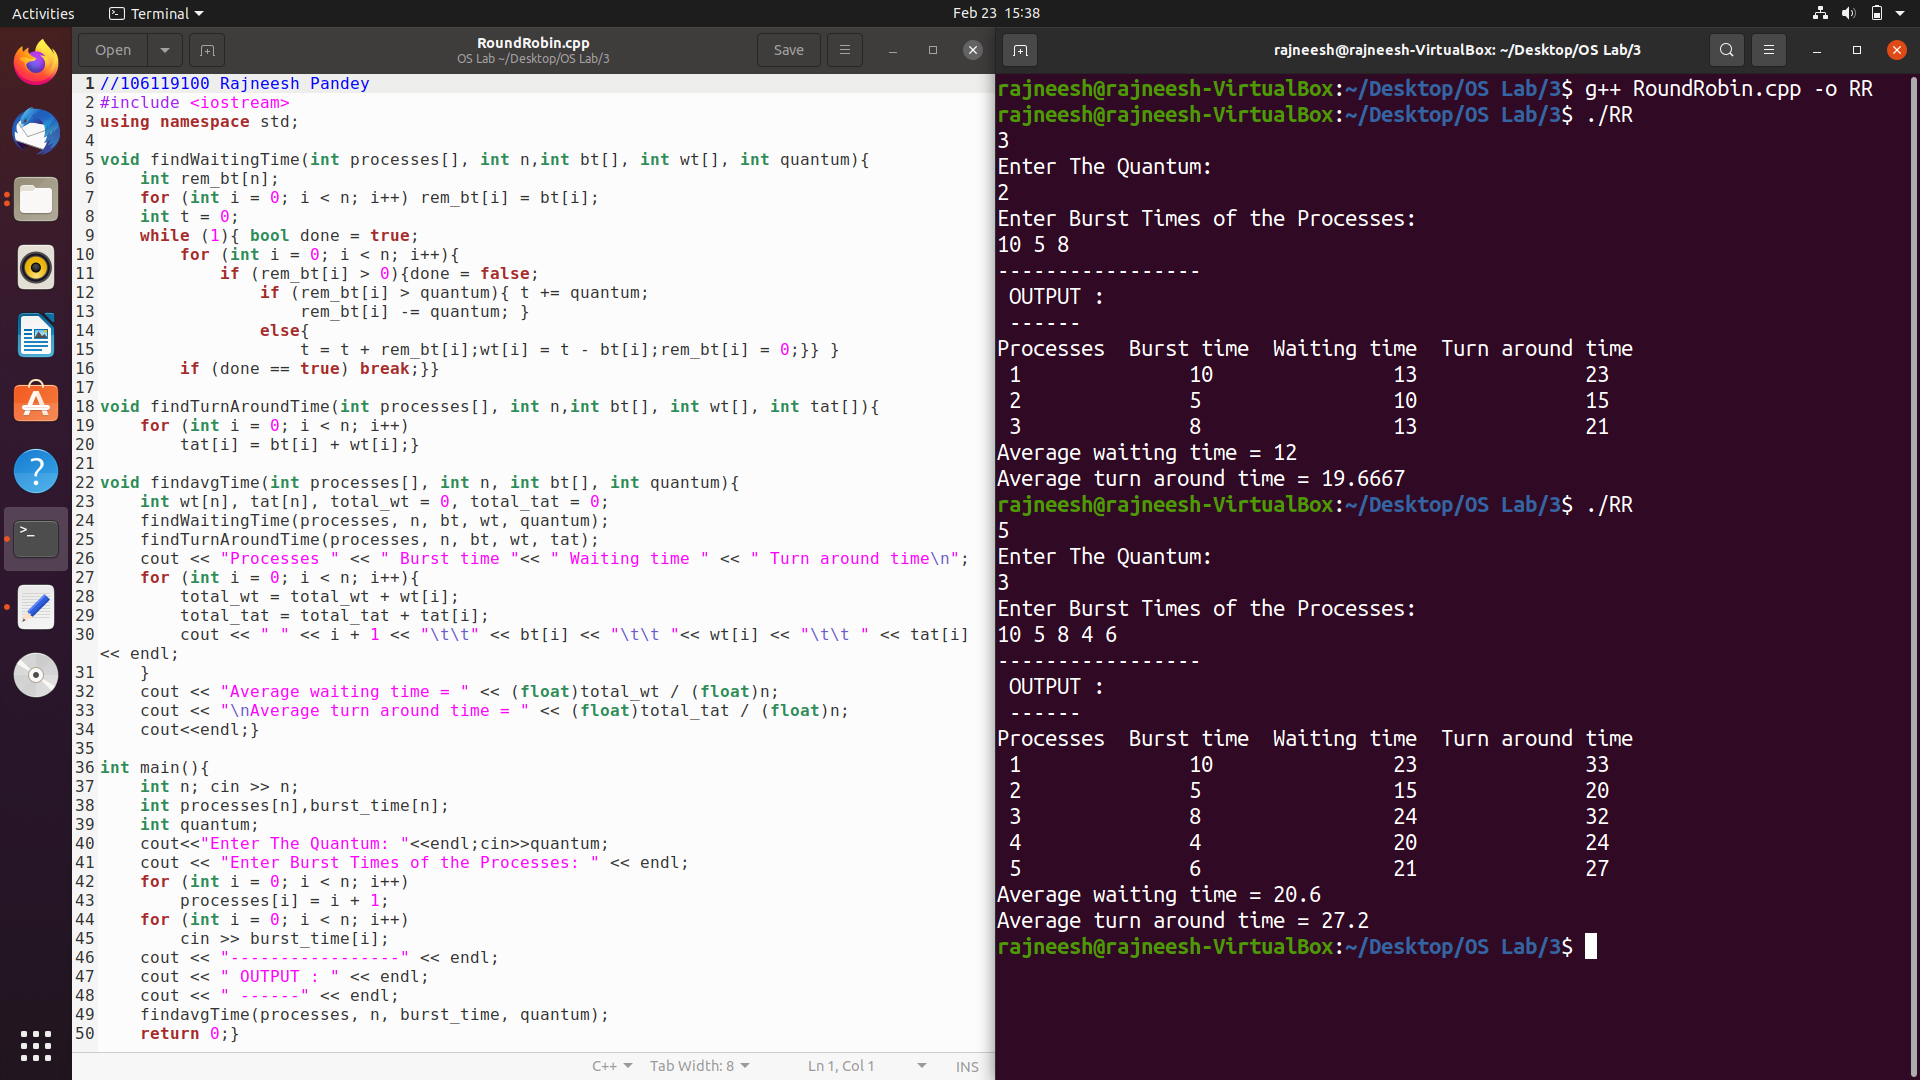 Activities
Terminal
Feb 23 15:38
Open
RoundRobin.cpp
OS Lab ~/Desktop/OS Lab/3
Save
1 //106119100 Rajneesh Pandey
2 #include <iostream>
3 using namespace std;
4
5 void findWaitingTime(int processes[], int n,int bt[], int wt[], int quantum){
6     int rem_bt[n];
7     for (int i = 0; i < n; i++) rem_bt[i] = bt[i];
8     int t = 0;
9     while (1){ bool done = true;
10         for (int i = 0; i < n; i++){
11             if (rem_bt[i] > 0){done = false;
12                 if (rem_bt[i] > quantum){ t += quantum;
13                     rem_bt[i] -= quantum; }
14                 else{
15                     t = t + rem_bt[i];wt[i] = t - bt[i];rem_bt[i] = 0;}} }
16         if (done == true) break;}}
17
18 void findTurnAroundTime(int processes[], int n,int bt[], int wt[], int tat[]){
19     for (int i = 0; i < n; i++)
20         tat[i] = bt[i] + wt[i];}
21
22 void findavgTime(int processes[], int n, int bt[], int quantum){
23     int wt[n], tat[n], total_wt = 0, total_tat = 0;
24     findWaitingTime(processes, n, bt, wt, quantum);
25     findTurnAroundTime(processes, n, bt, wt, tat);
26     cout << "Processes " << " Burst time "<< " Waiting time " << " Turn around time\n";
27     for (int i = 0; i < n; i++){
28         total_wt = total_wt + wt[i];
29         total_tat = total_tat + tat[i];
30         cout << " " << i + 1 << "\t\t" << bt[i] << "\t\t "<< wt[i] << "\t\t " << tat[i]
<< endl;
31     }
32     cout << "Average waiting time = " << (float)total_wt / (float)n;
33     cout << "\nAverage turn around time = " << (float)total_tat / (float)n;
34     cout<<endl;}
35
36 int main(){
37     int n; cin >> n;
38     int processes[n],burst_time[n];
39     int quantum;
40     cout<<"Enter The Quantum: "<<endl;cin>>quantum;
41     cout << "Enter Burst Times of the Processes: " << endl;
42     for (int i = 0; i < n; i++)
43         processes[i] = i + 1;
44     for (int i = 0; i < n; i++)
45         cin >> burst_time[i];
46     cout << "-----------------" << endl;
47     cout << " OUTPUT : " << endl;
48     cout << " ------" << endl;
49     findavgTime(processes, n, burst_time, quantum);
50     return 0;}
C++
Tab Width: 8
Ln 1, Col 1
INS
rajneesh@rajneesh-VirtualBox: ~/Desktop/OS Lab/3
rajneesh@rajneesh-VirtualBox:~/Desktop/OS Lab/3$ g++ RoundRobin.cpp -o RR
rajneesh@rajneesh-VirtualBox:~/Desktop/OS Lab/3$ ./RR
3
Enter The Quantum:
2
Enter Burst Times of the Processes:
10 5 8
-----------------
 OUTPUT :
 ------
Processes  Burst time  Waiting time  Turn around time
 1              10               13              23
 2              5                10              15
 3              8                13              21
Average waiting time = 12
Average turn around time = 19.6667
rajneesh@rajneesh-VirtualBox:~/Desktop/OS Lab/3$ ./RR
5
Enter The Quantum:
3
Enter Burst Times of the Processes:
10 5 8 4 6
-----------------
 OUTPUT :
 ------
Processes  Burst time  Waiting time  Turn around time
 1              10               23              33
 2              5                15              20
 3              8                24              32
 4              4                20              24
 5              6                21              27
Average waiting time = 20.6
Average turn around time = 27.2
rajneesh@rajneesh-VirtualBox:~/Desktop/OS Lab/3$